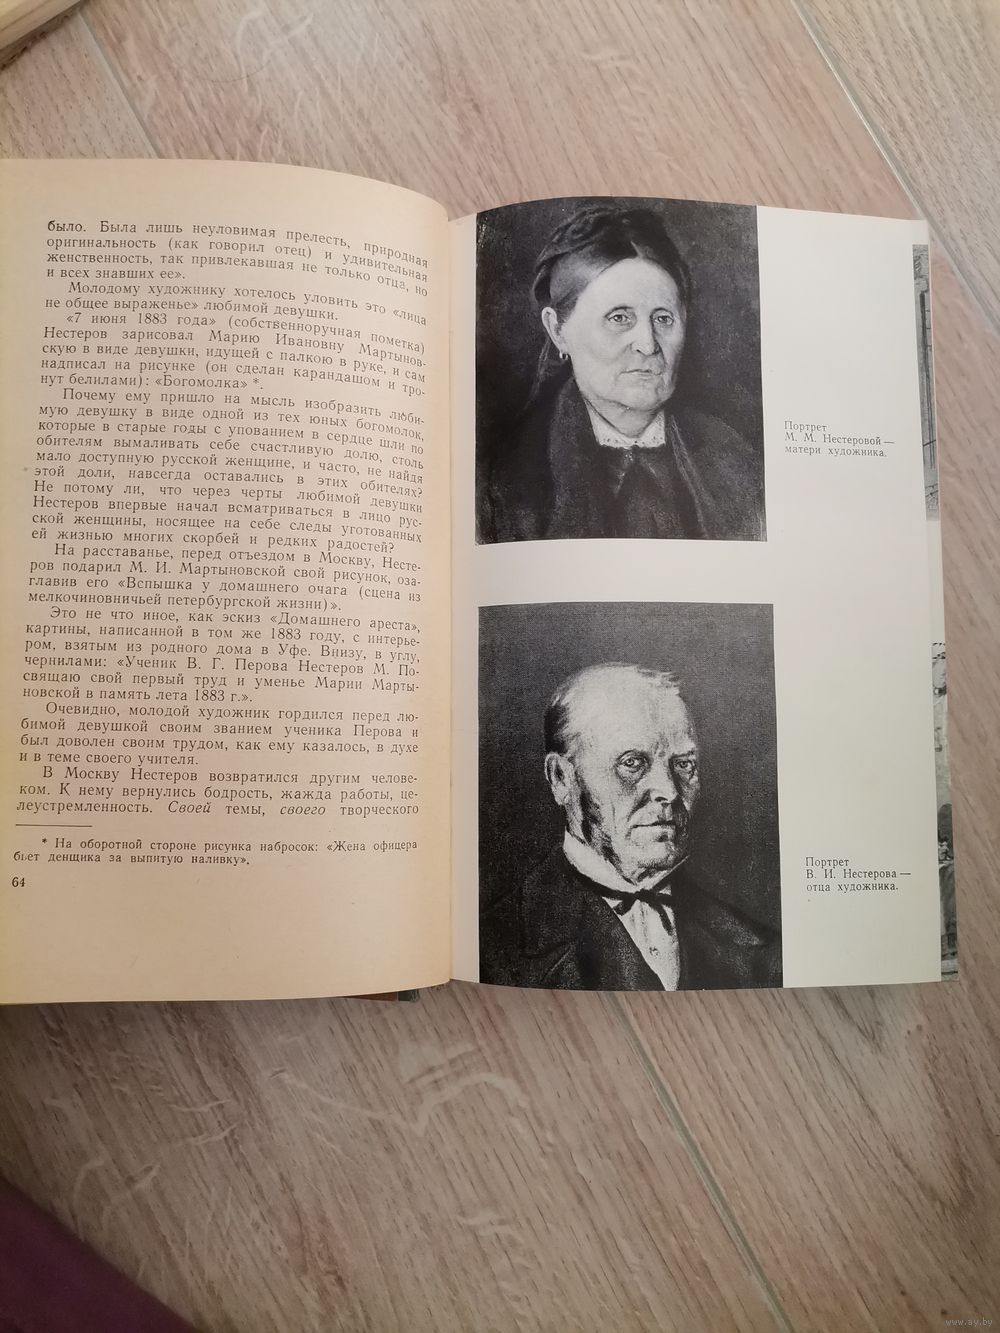 было. Была лишь неуловимая прелесть, природная
оригинальность (как говорил отец) и удивительная
женственность, так привлекавшая не только отца, но
и всех знавших ее».
Молодому художнику хотелось уловить это «лица
не общее выраженье» любимой девушки.
«7 июня 1883 года» (собственноручная пометка)
Нестеров зарисовал Марию Ивановну Мартынов-
скую в виде девушки, идущей с палкою в руке, и сам
надписал на рисунке (он сделан карандашом и тро-
нут белилами): «Богомолка» *.
Почему ему пришло на мысль изобразить люби-
мую девушку в виде одной из тех юных богомолок,
которые в старые годы с упованием в сердце шли по
обителям вымаливать себе счастливую долю, столь
мало доступную русской женщине, и часто, не найдя
этой доли, навсегда оставались в этих обителях?
Не потому ли, что через черты любимой девушки
Нестеров впервые начал всматриваться в лицо рус-
ской женщины, носящее на себе следы уготованных
ей жизнью многих скорбей и редких радостей?
На расставанье, перед отъездом в Москву, Несте-
ров подарил М. И. Мартыновской свой рисунок, оза-
главив его «Вспышка у домашнего очага (сцена из
мелкочиновничьей петербургской жизни)».
Это не что иное, как эскиз «Домашнего ареста»,
картины, написанной в том же 1883 году, с интерье-
ром, взятым из родного дома в Уфе. Внизу, в углу,
чернилами: «Ученик В. Г. Перова Нестеров М. По-
свящаю свой первый труд и уменье Марии Марты-
новской в память лета 1883 г.».
Очевидно, молодой художник гордился перед лю-
бимой девушкой своим званием ученика Перова и
был доволен своим трудом, как ему казалось, в духе
и в теме своего учителя.
В Москву Нестеров возвратился другим челове-
ком. К нему вернулись бодрость, жажда работы, це-
леустремленность. Своей темы, своего творческого
* На оборотной стороне рисунка набросок: «Жена офицера
бьет денщика за выпитую наливку».
64
Портрет
М. М. Нестеровой —
матери художника.
Портрет
В. И. Нестерова —
отца художника.
www.ay.by